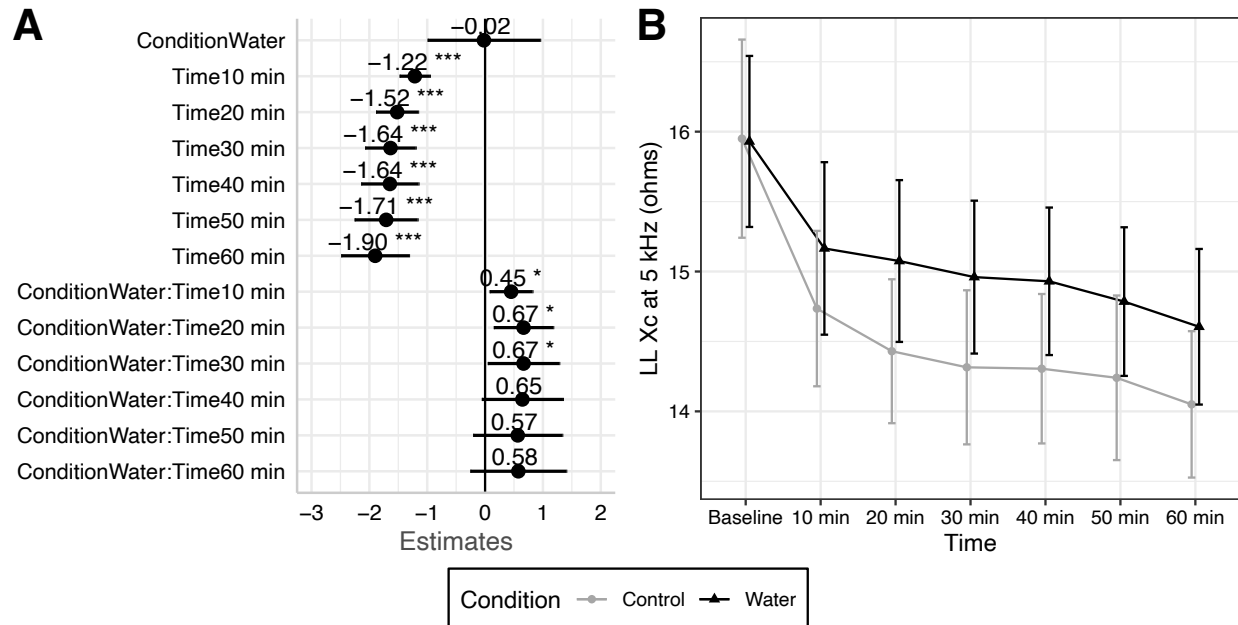 A
ConditionWater −0.02
Time10 min −1.22 ***
Time20 min −1.52 ***
Time30 min −1.64 ***
Time40 min −1.64 ***
Time50 min −1.71 ***
Time60 min −1.90 ***
ConditionWater:Time10 min 0.45 *
ConditionWater:Time20 min 0.67 *
ConditionWater:Time30 min 0.67 *
ConditionWater:Time40 min 0.65
ConditionWater:Time50 min 0.57
ConditionWater:Time60 min 0.58
−3 −2 −1 0 1 2
Estimates
B
LL Xc at 5 kHz (ohms)
16
15
14
Baseline 10 min 20 min 30 min 40 min 50 min 60 min
Time
Condition Control Water